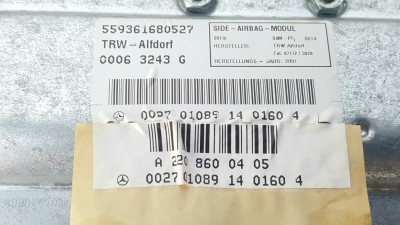 559361680527
TRW-Alfdorf
0006 3243 G
SIDE-AIRBAG-MODUL
HERSTELLER: TRW Alfdorf
HERSTELLUNGS-JAHR: 2001
0027 01089 14 0160 4
A 220 860 04 05
0027 01089 14 0160 4